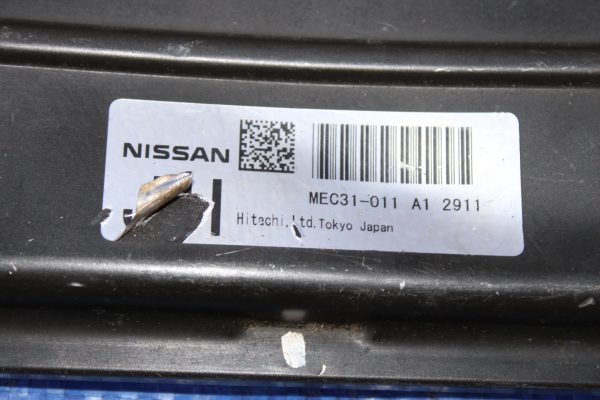 NISSAN
MEC31-011 A1 2911
Hitachi,Ltd.Tokyo Japan